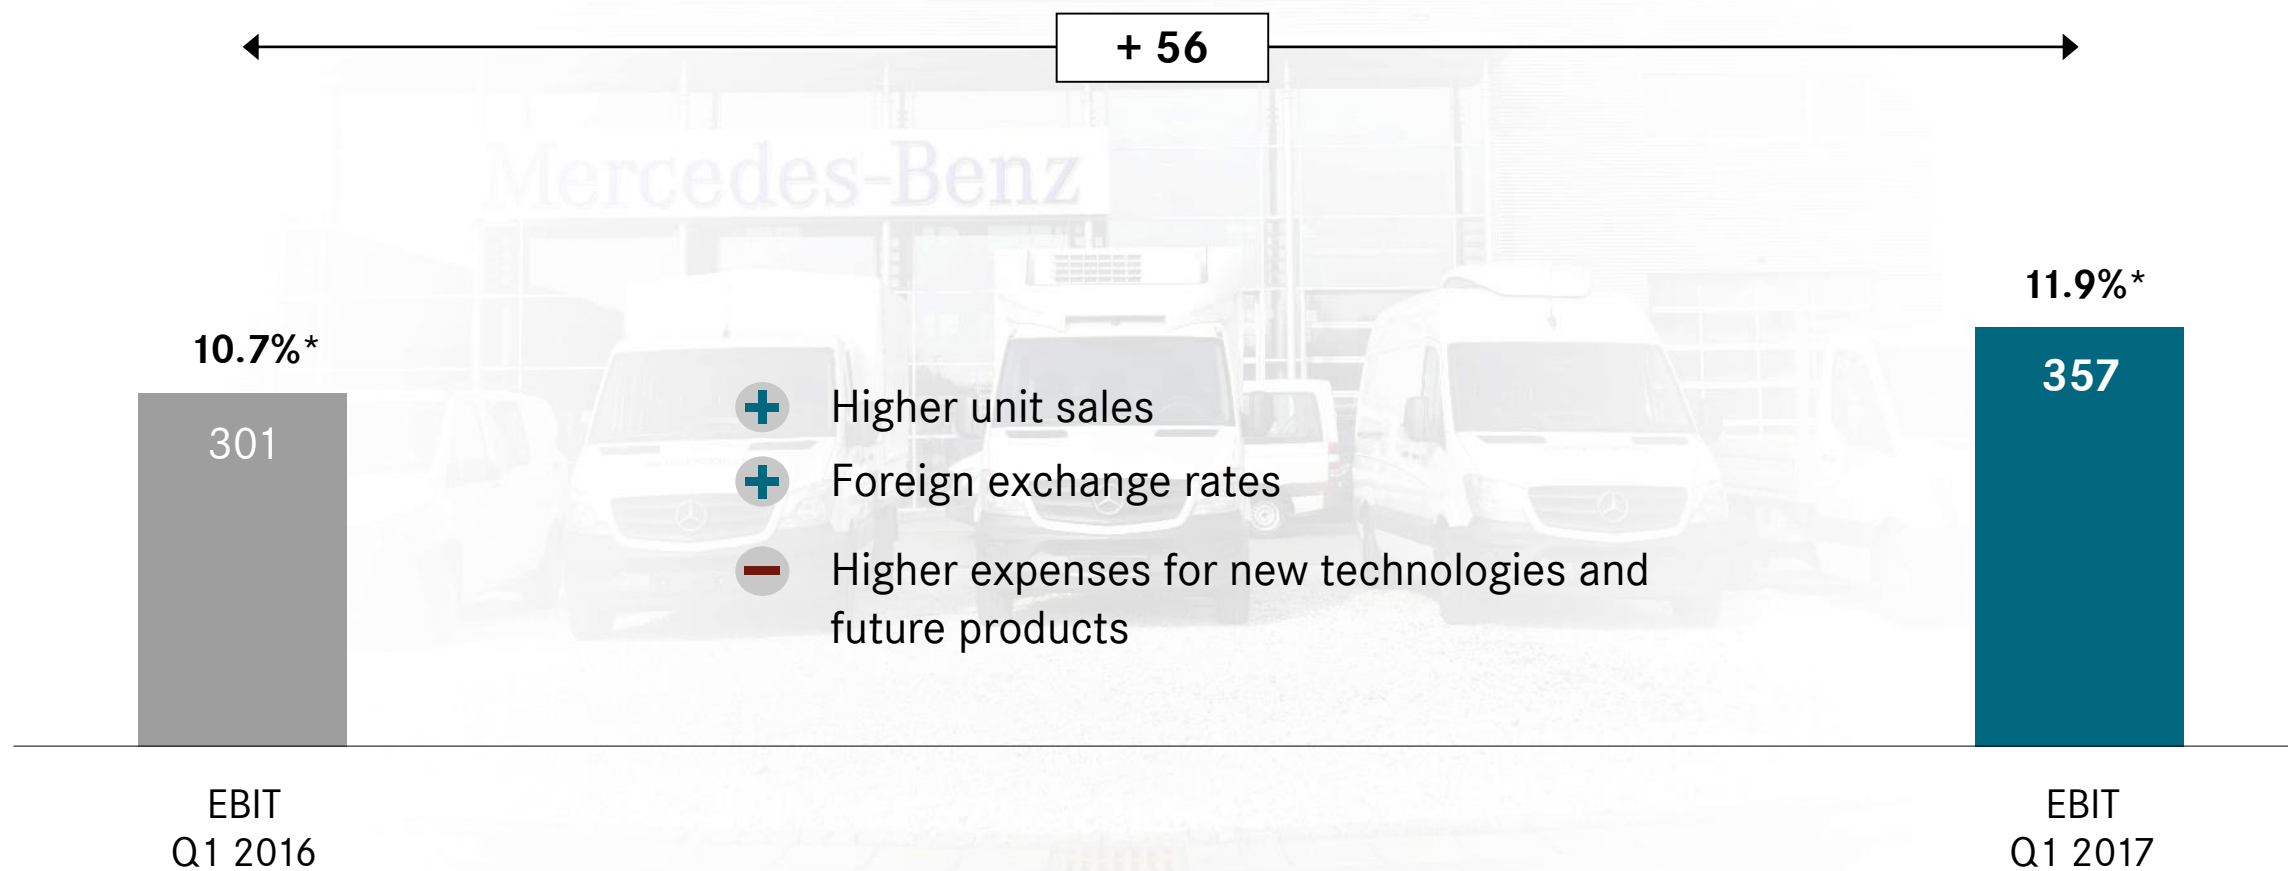 + 56
Mercedes-Benz
11.9%*
10.7%*
357
301
+ Higher unit sales
+ Foreign exchange rates
− Higher expenses for new technologies and
future products
EBIT
Q1 2016
EBIT
Q1 2017